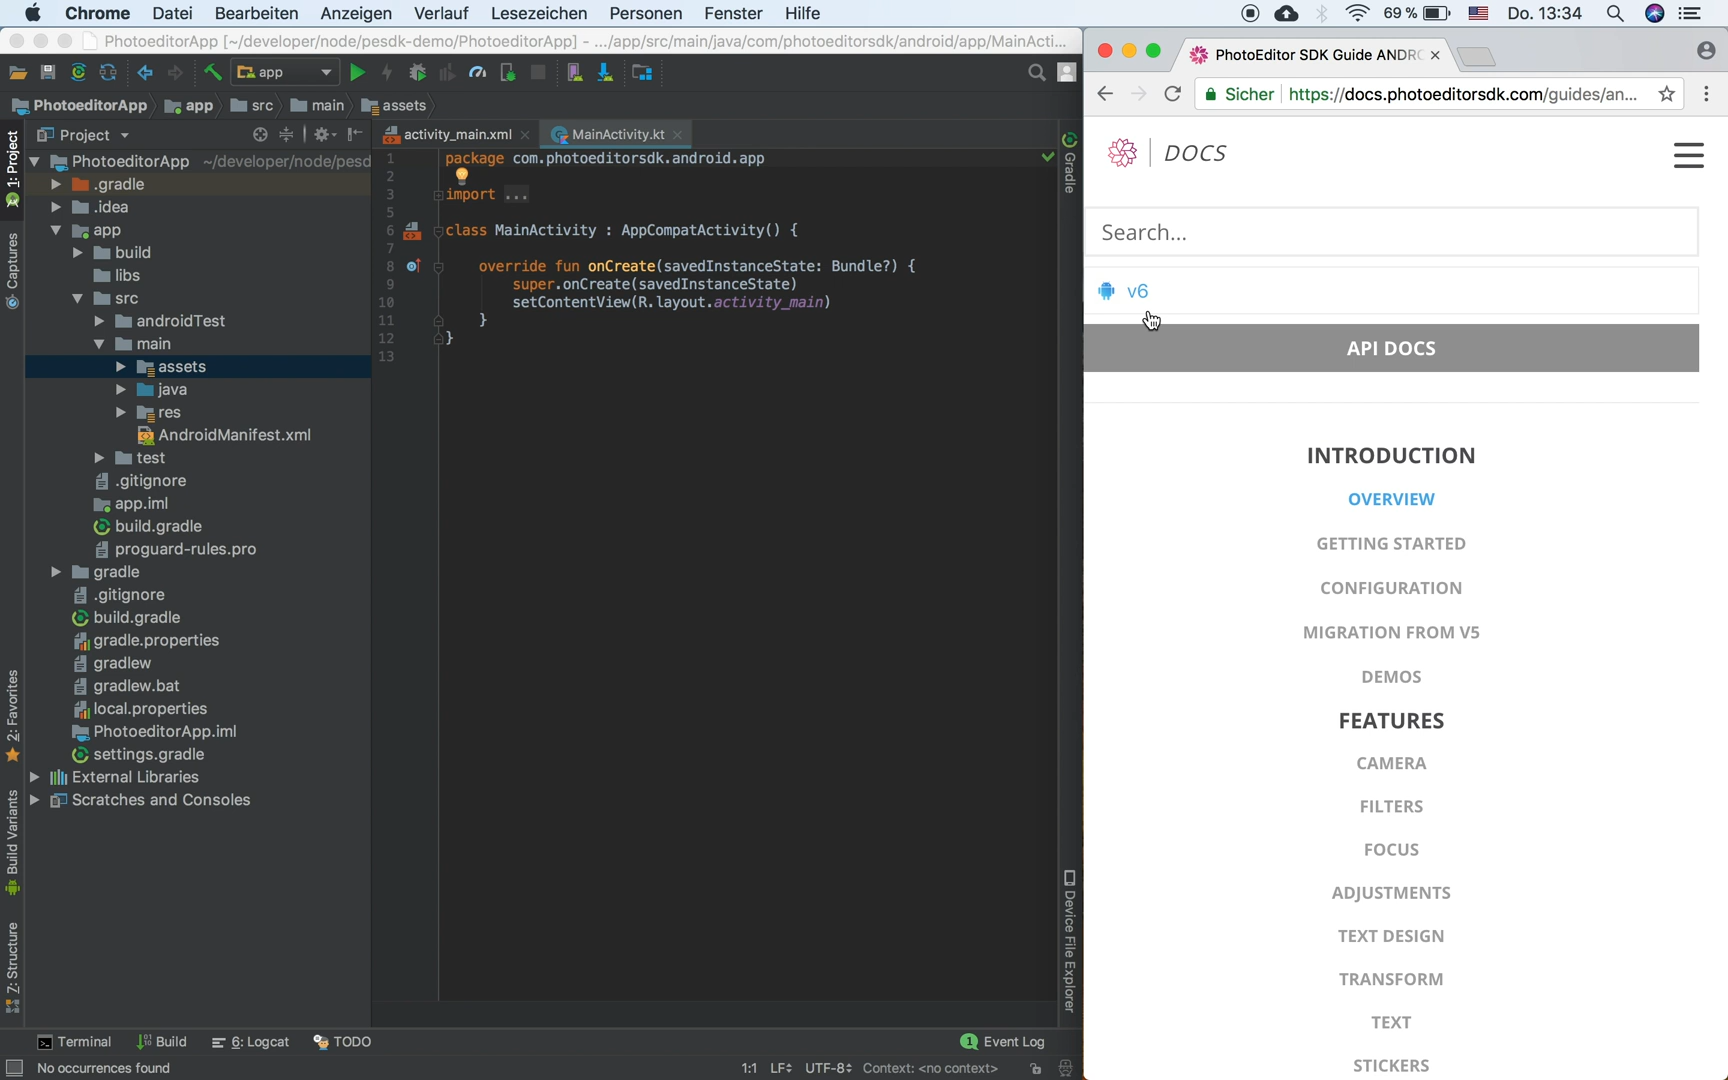 Chrome Datei Bearbeiten Anzeigen Verlauf Lesezeichen Personen Fenster Hilfe 69 % Do. 13:34
PhotoeditorApp [~/developer/node/pesdk-demo/PhotoeditorApp] - .../app/src/main/java/com/photoeditorsdk/android/app/MainActi...
app
PhotoeditorApp app src main assets
Project
activity_main.xml MainActivity.kt
1: Project
Captures
2: Favorites
Build Variants
Z: Structure
PhotoeditorApp ~/developer/node/pesd
.gradle
.idea
app
build
libs
src
androidTest
main
assets
java
res
AndroidManifest.xml
test
.gitignore
app.iml
build.gradle
proguard-rules.pro
gradle
.gitignore
build.gradle
gradle.properties
gradlew
gradlew.bat
local.properties
PhotoeditorApp.iml
settings.gradle
External Libraries
Scratches and Consoles
1 package com.photoeditorsdk.android.app
2
3 import ...
5
6 class MainActivity : AppCompatActivity() {
7
8 override fun onCreate(savedInstanceState: Bundle?) {
9 super.onCreate(savedInstanceState)
10 setContentView(R.layout.activity_main)
11 }
12 }
13
Gradle
Device File Explorer
Terminal Build 6: Logcat TODO 1 Event Log
No occurrences found 1:1 LF UTF-8 Context: <no context>
PhotoEditor SDK Guide ANDRO
Sicher https://docs.photoeditorsdk.com/guides/an...
DOCS
Search...
v6
API DOCS
INTRODUCTION
OVERVIEW
GETTING STARTED
CONFIGURATION
MIGRATION FROM V5
DEMOS
FEATURES
CAMERA
FILTERS
FOCUS
ADJUSTMENTS
TEXT DESIGN
TRANSFORM
TEXT
STICKERS